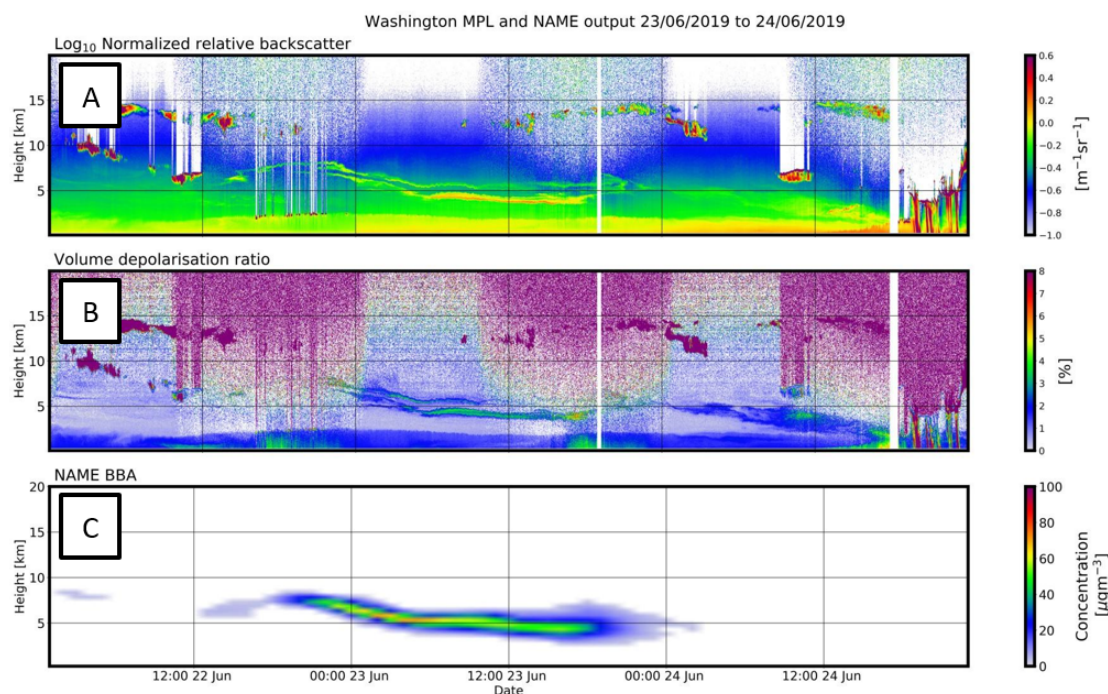 Washington MPL and NAME output 23/06/2019 to 24/06/2019
Log₁₀ Normalized relative backscatter
A
Height [km]
15
10
5
0.6
0.4
0.2
0.0
−0.2
−0.4
−0.6
−0.8
−1.0
[m⁻¹sr⁻¹]
Volume depolarisation ratio
B
Height [km]
15
10
5
8
7
6
5
4
3
2
1
0
[%]
NAME BBA
C
Height [km]
20
15
10
5
100
80
60
40
20
0
Concentration
[µgm⁻³]
12:00 22 Jun
00:00 23 Jun
12:00 23 Jun
00:00 24 Jun
12:00 24 Jun
Date